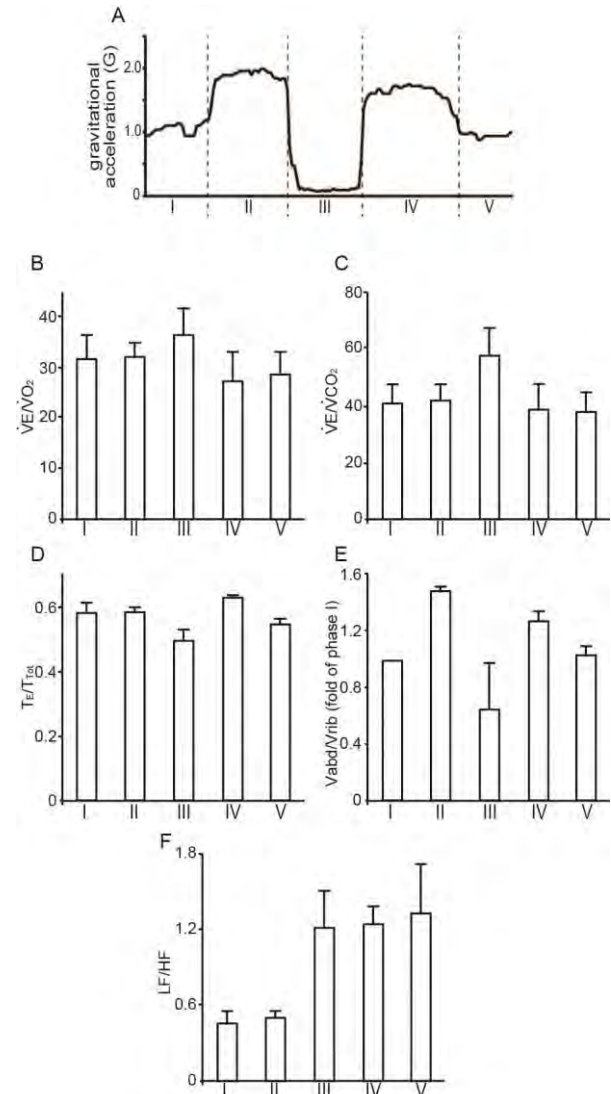 A
gravitational
acceleration (G)
2.0
1.0
0
I II III IV V
B
V̇E/V̇O₂
40
30
20
10
0
I II III IV V
C
V̇E/V̇CO₂
80
60
40
20
0
I II III IV V
D
TE/TTot
0.6
0.4
0.2
0
I II III IV V
E
Vabd/Vrib (fold of phase I)
1.6
1.2
0.8
0.4
0
I II III IV V
F
LF/HF
1.8
1.2
0.6
0
I II III IV V